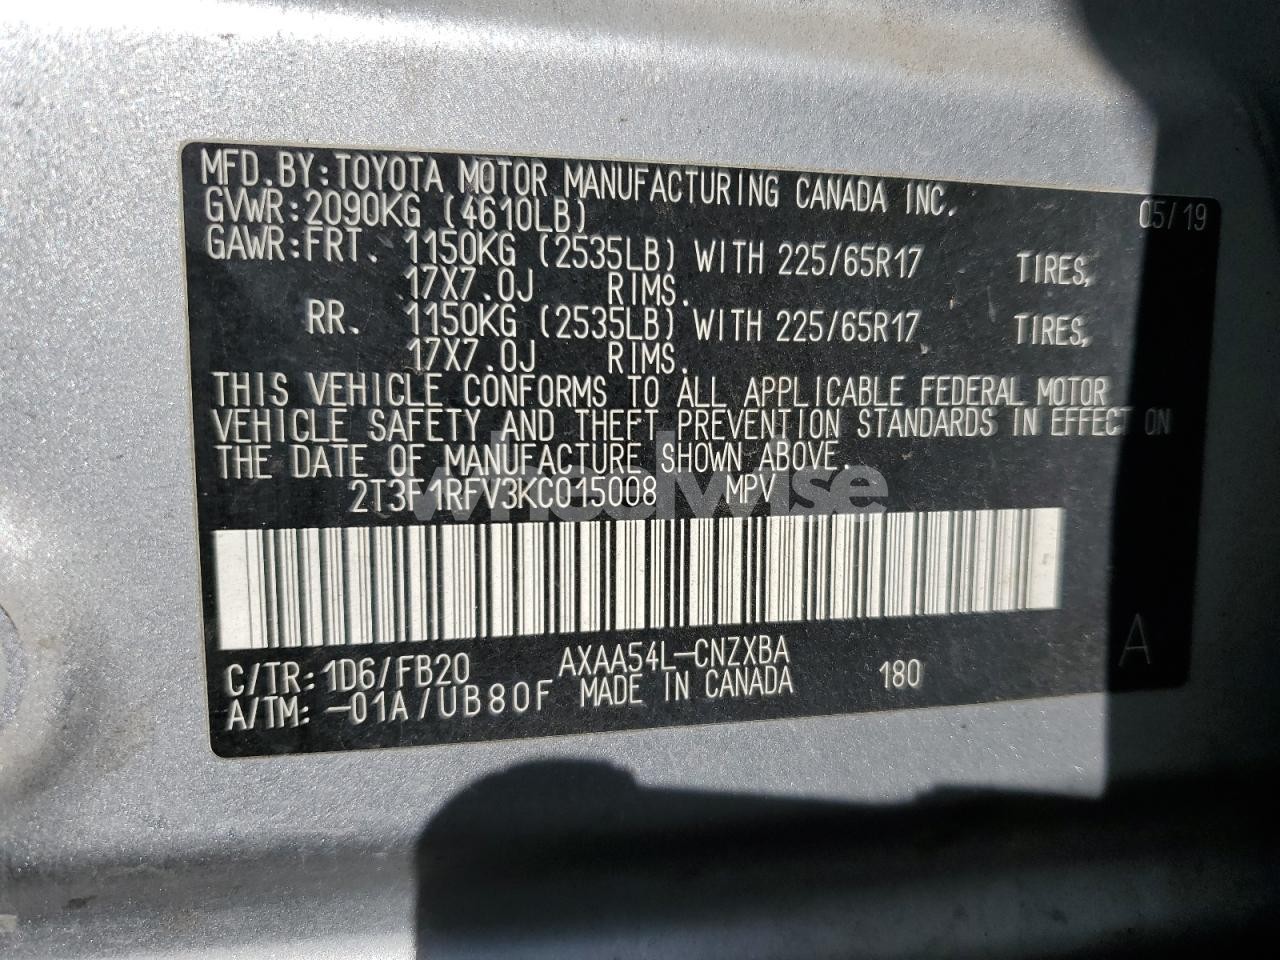 MFD.BY:TOYOTA MOTOR MANUFACTURING CANADA INC. 05/19
GVWR:2090KG (4610LB)
GAWR:FRT. 1150KG (2535LB) WITH 225/65R17 TIRES,
17X7.0J RIMS.
RR. 1150KG (2535LB) WITH 225/65R17 TIRES,
17X7.0J RIMS.
THIS VEHICLE CONFORMS TO ALL APPLICABLE FEDERAL MOTOR
VEHICLE SAFETY AND THEFT PREVENTION STANDARDS IN EFFECT ON
THE DATE OF MANUFACTURE SHOWN ABOVE.
2T3F1RFV3KC015008 MPV
wheelwise
A
C/TR:1D6/FB20 AXAA54L-CNZXBA
A/TM:-01A/UB80F MADE IN CANADA 180